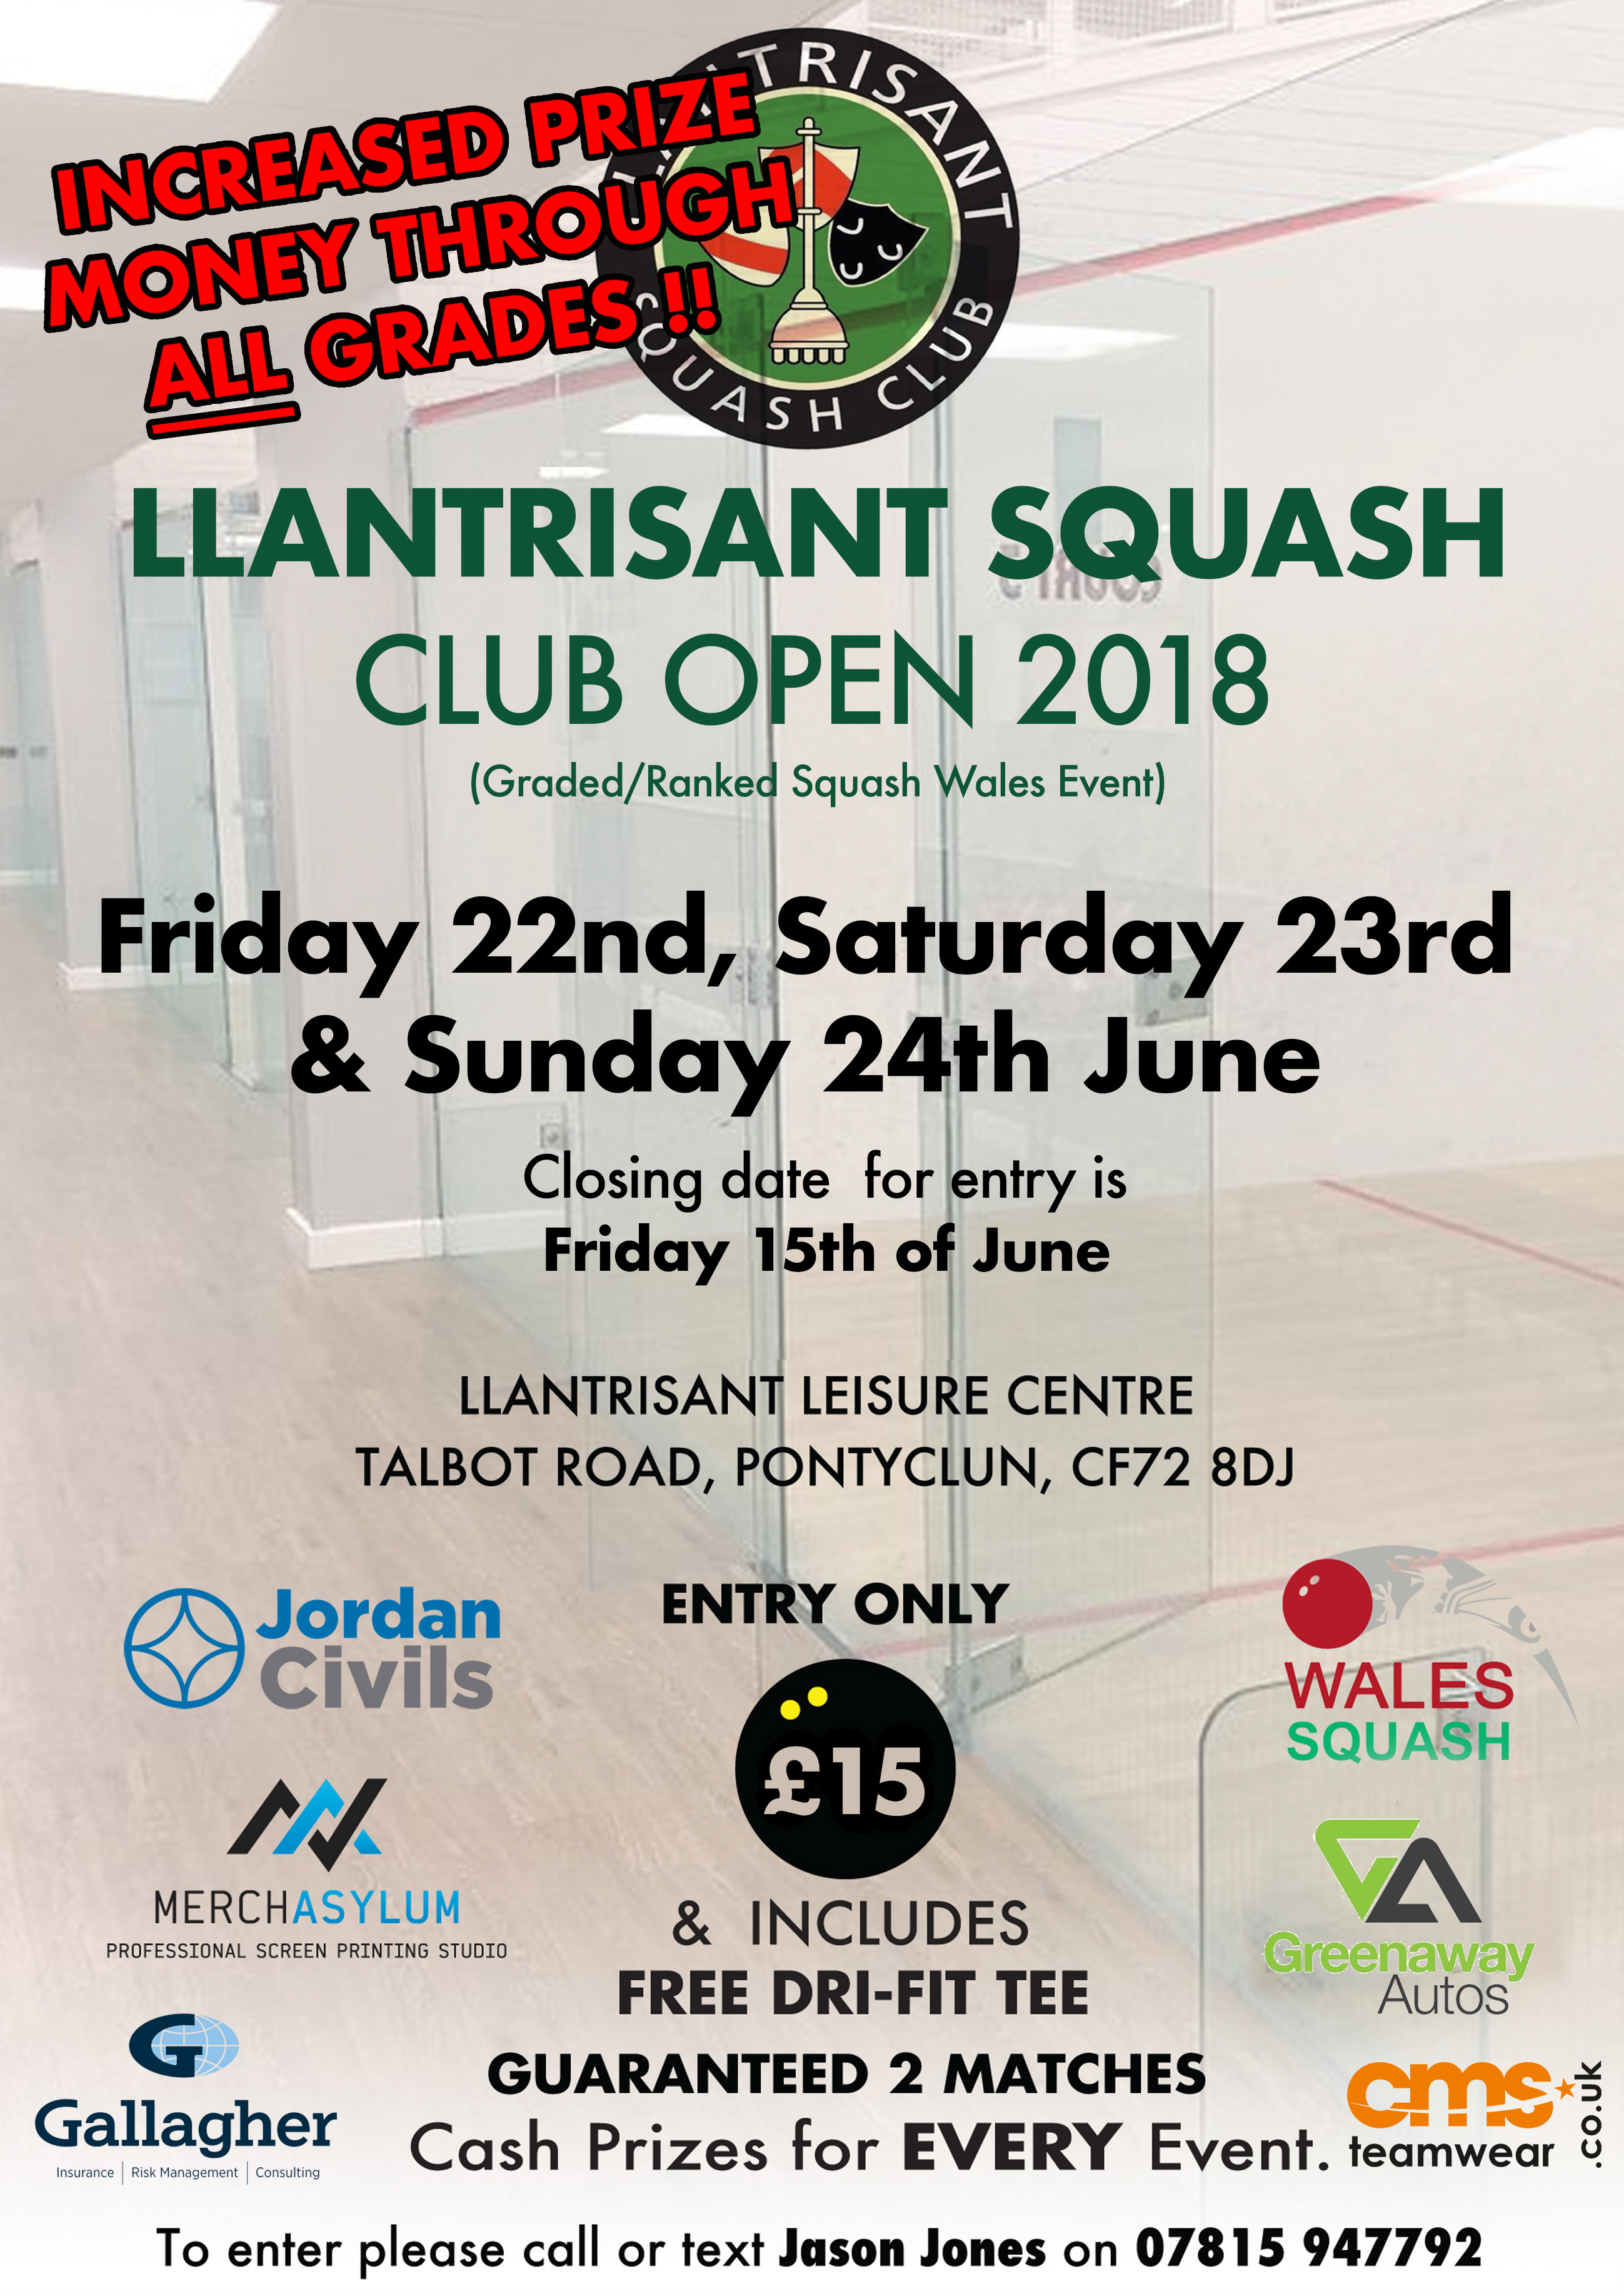 INCREASED PRIZE
MONEY THROUGH
ALL GRADES !!
LLANTRISANT
SQUASH CLUB
LLANTRISANT SQUASH
CLUB OPEN 2018
(Graded/Ranked Squash Wales Event)
Friday 22nd, Saturday 23rd
& Sunday 24th June
Closing date for entry is
Friday 15th of June
LLANTRISANT LEISURE CENTRE
TALBOT ROAD, PONTYCLUN, CF72 8DJ
Jordan
Civils
MERCHASYLUM
PROFESSIONAL SCREEN PRINTING STUDIO
Gallagher
Insurance | Risk Management | Consulting
ENTRY ONLY
£15
& INCLUDES
FREE DRI-FIT TEE
GUARANTEED 2 MATCHES
Cash Prizes for EVERY Event.
WALES
SQUASH
Greenaway
Autos
cms
teamwear
.co.uk
To enter please call or text Jason Jones on 07815 947792